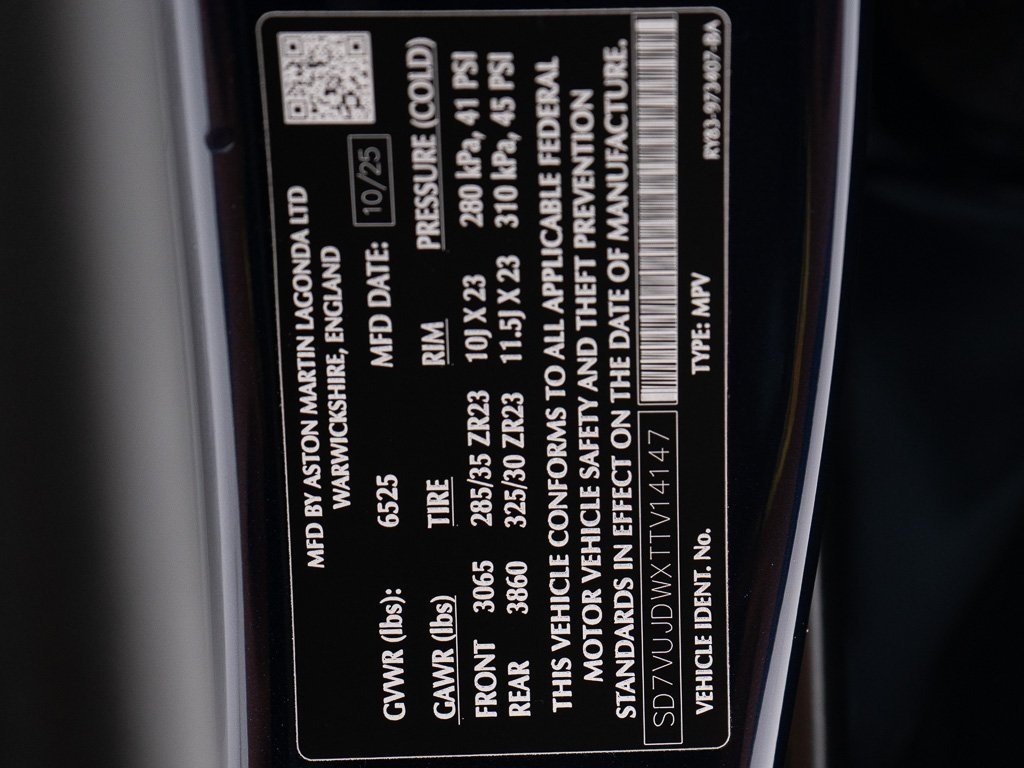 MFD BY ASTON MARTIN LAGONDA LTD
WARWICKSHIRE, ENGLAND
GVWR (lbs): 6525 MFD DATE: 10/25
GAWR (lbs) TIRE RIM PRESSURE (COLD)
FRONT 3065 285/35 ZR23 10J X 23 280 kPa, 41 PSI
REAR 3860 325/30 ZR23 11.5J X 23 310 kPa, 45 PSI
THIS VEHICLE CONFORMS TO ALL APPLICABLE FEDERAL
MOTOR VEHICLE SAFETY AND THEFT PREVENTION
STANDARDS IN EFFECT ON THE DATE OF MANUFACTURE.
SD7VUJDWXTTV14147
VEHICLE IDENT. No. TYPE: MPV RY83-973407-BA